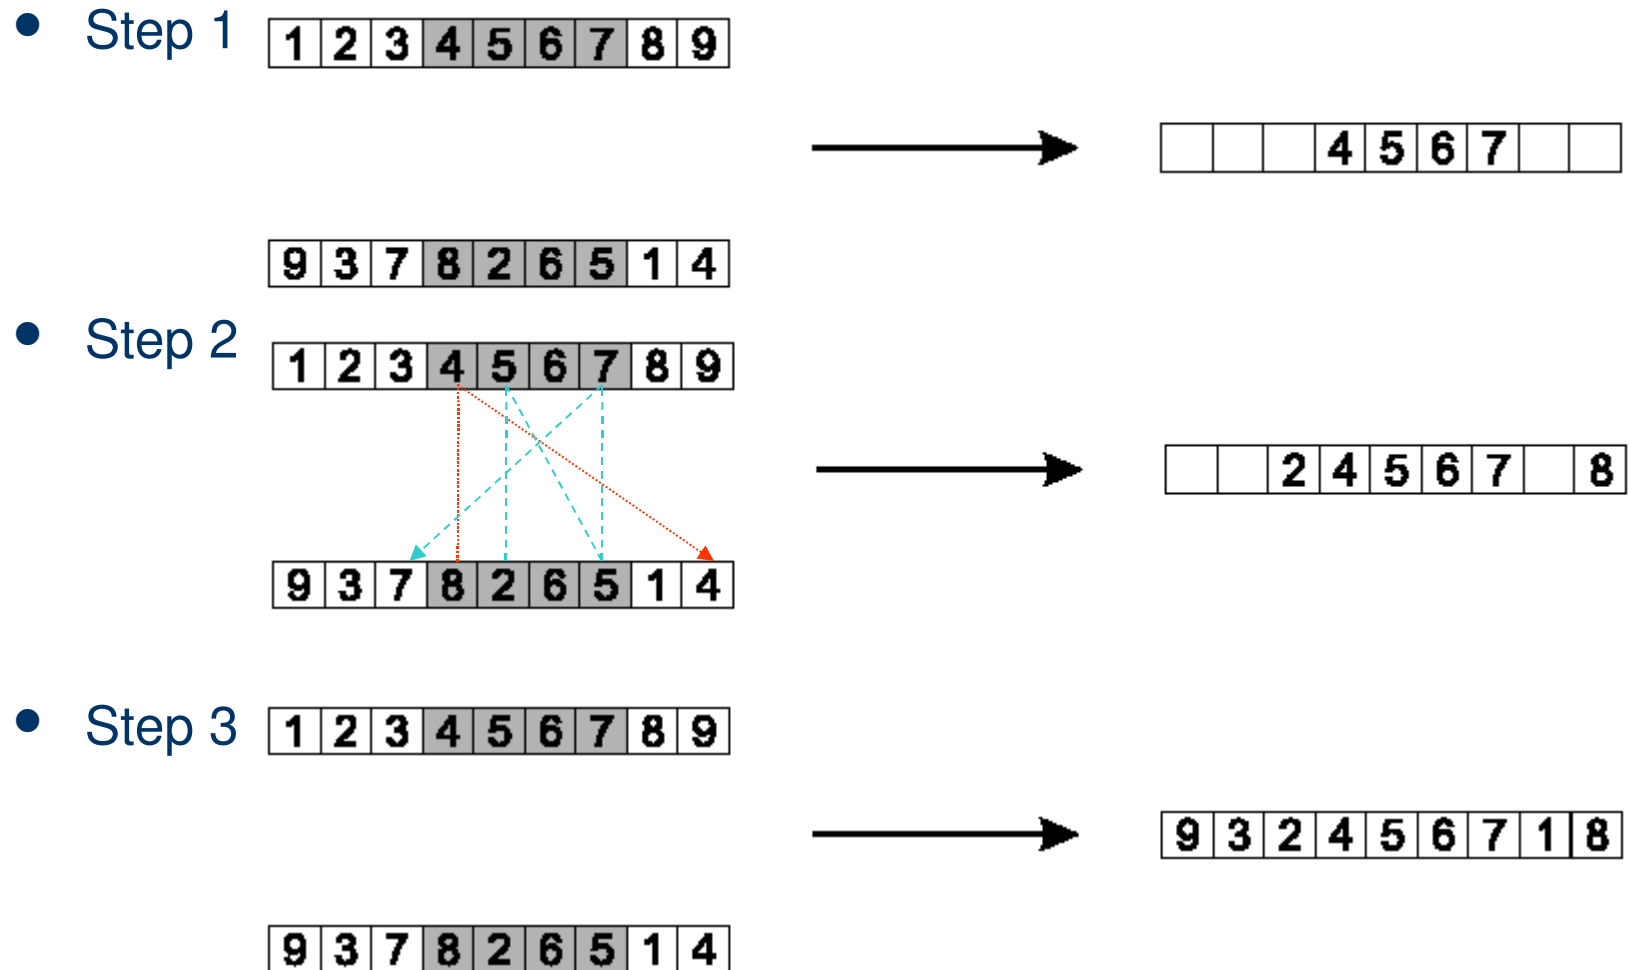 • Step 1 1 2 3 4 5 6 7 8 9
4 5 6 7
9 3 7 8 2 6 5 1 4
• Step 2 1 2 3 4 5 6 7 8 9
2 4 5 6 7 8
9 3 7 8 2 6 5 1 4
• Step 3 1 2 3 4 5 6 7 8 9
9 3 2 4 5 6 7 1 8
9 3 7 8 2 6 5 1 4